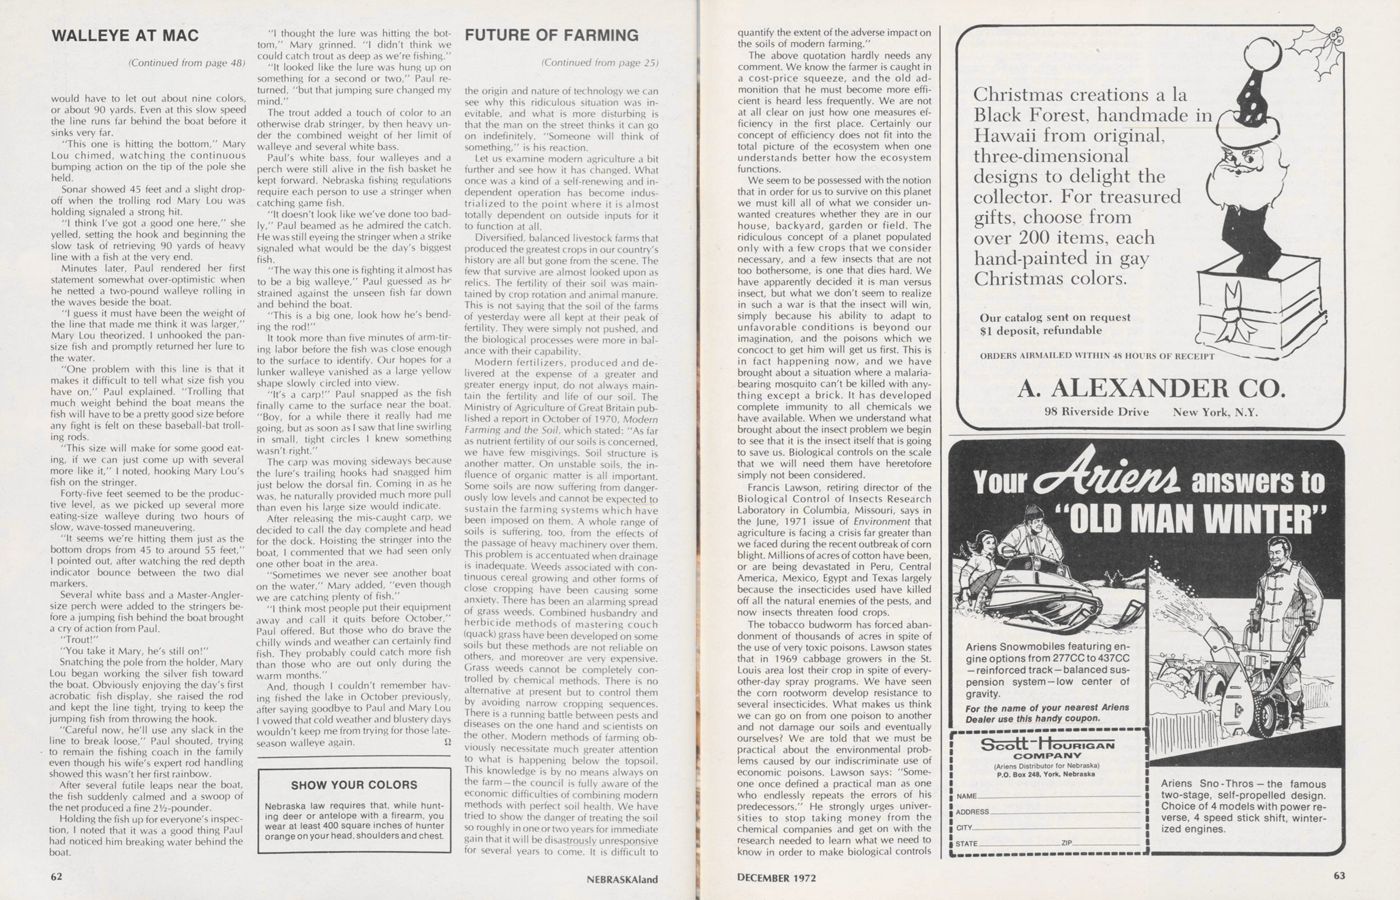 WALLEYE AT MAC
(Continued from page 48)
would have to let out about nine colors,
or about 90 yards. Even at this slow speed
the line runs far behind the boat before it
sinks very far.
"This one is hitting the bottom," Mary
Lou chimed, watching the continuous
bumping action on the tip of the pole she
held.
Sonar showed 45 feet and a slight drop-
off when the trolling rod Mary Lou was
holding signaled a strong hit.
"I think I've got a good one here," she
yelled, setting the hook and beginning the
slow task of retrieving 90 yards of heavy
line with a fish at the very end.
Minutes later, Paul rendered her first
statement somewhat over-optimistic when
he netted a two-pound walleye rolling in
the waves beside the boat.
"I guess it must have been the weight of
the line that made me think it was larger,"
Mary Lou theorized. I unhooked the pan-
size fish and promptly returned her lure to
the water.
"One problem with this line is that it
makes it difficult to tell what size fish you
have on," Paul explained. "Trolling that
much weight behind the boat means the
fish will have to be a pretty good size before
any fight is felt on these baseball-bat troll-
ing rods.
"This size will make for some good eat-
ing, if we can just come up with several
more like it," I noted, hooking Mary Lou's
fish on the stringer.
Forty-five feet seemed to be the produc-
tive level, as we picked up several more
eating-size walleye during two hours of
slow, wave-tossed maneuvering.
"It seems we're hitting them just as the
bottom drops from 45 to around 55 feet,"
I pointed out, after watching the red depth
indicator bounce between the two dial
markers.
Several white bass and a Master-Angler-
size perch were added to the stringers be-
fore a jumping fish behind the boat brought
a cry of action from Paul.
"Trout!"
"You take it Mary, he's still on!"
Snatching the pole from the holder, Mary
Lou began working the silver fish toward
the boat. Obviously enjoying the day's first
acrobatic fish display, she raised the rod
and kept the line tight, trying to keep the
jumping fish from throwing the hook.
"Careful now, he'll use any slack in the
line to break loose," Paul shouted, trying
to remain the fishing coach in the family
even though his wife's expert rod handling
showed this wasn't her first rainbow.
After several futile leaps near the boat,
the fish suddenly calmed and a swoop of
the net produced a fine 2½-pounder.
Holding the fish up for everyone's inspec-
tion, I noted that it was a good thing Paul
had noticed him breaking water behind the
boat.
"I thought the lure was hitting the bot-
tom," Mary grinned. "I didn't think we
could catch trout as deep as we're fishing."
"It looked like the lure was hung up on
something for a second or two," Paul re-
turned, "but that jumping sure changed my
mind."
The trout added a touch of color to an
otherwise drab stringer, by then heavy un-
der the combined weight of her limit of
walleye and several white bass.
Paul's white bass, four walleyes and a
perch were still alive in the fish basket he
kept forward. Nebraska fishing regulations
require each person to use a stringer when
catching game fish.
"It doesn't look like we've done too bad-
ly," Paul beamed as he admired the catch.
He was still eyeing the stringer when a strike
signaled what would be the day's biggest
fish.
"The way this one is fighting it almost has
to be a big walleye," Paul guessed as he
strained against the unseen fish far down
and behind the boat.
"This is a big one, look how he's bend-
ing the rod!"
It took more than five minutes of arm-tir-
ing labor before the fish was close enough
to the surface to identify. Our hopes for a
lunker walleye vanished as a large yellow
shape slowly circled into view.
"It's a carp!" Paul snapped as the fish
finally came to the surface near the boat.
"Boy, for a while there it really had me
going, but as soon as I saw that line swirling
in small, tight circles I knew something
wasn't right."
The carp was moving sideways because
the lure's trailing hooks had snagged him
just below the dorsal fin. Coming in as he
was, he naturally provided much more pull
than even his large size would indicate.
After releasing the mis-caught carp, we
decided to call the day complete and head
for the dock. Hoisting the stringer into the
boat, I commented that we had seen only
one other boat in the area.
"Sometimes we never see another boat
on the water," Mary added, "even though
we are catching plenty of fish."
"I think most people put their equipment
away and call it quits before October,"
Paul offered. But those who do brave the
chilly winds and weather can certainly find
fish. They probably could catch more fish
than those who are out only during the
warm months."
And, though I couldn't remember hav-
ing fished the lake in October previously,
after saying goodbye to Paul and Mary Lou
I vowed that cold weather and blustery days
wouldn't keep me from trying for those late-
season walleye again. Ω
SHOW YOUR COLORS
Nebraska law requires that, while hunt-
ing deer or antelope with a firearm, you
wear at least 400 square inches of hunter
orange on your head, shoulders and chest.
FUTURE OF FARMING
(Continued from page 25)
the origin and nature of technology we can
see why this ridiculous situation was in-
evitable, and what is more disturbing is
that the man on the street thinks it can go
on indefinitely. "Someone will think of
something," is his reaction.
Let us examine modern agriculture a bit
further and see how it has changed. What
once was a kind of a self-renewing and in-
dependent operation has become indus-
trialized to the point where it is almost
totally dependent on outside inputs for it
to function at all.
Diversified, balanced livestock farms that
produced the greatest crops in our country's
history are all but gone from the scene. The
few that survive are almost looked upon as
relics. The fertility of their soil was main-
tained by crop rotation and animal manure.
This is not saying that the soil of the farms
of yesterday were all kept at their peak of
fertility. They were simply not pushed, and
the biological processes were more in bal-
ance with their capability.
Modern fertilizers, produced and de-
livered at the expense of a greater and
greater energy input, do not always main-
tain the fertility and life of our soil. The
Ministry of Agriculture of Great Britain pub-
lished a report in October of 1970, Modern
Farming and the Soil, which stated: "As far
as nutrient fertility of our soils is concerned,
we have few misgivings. Soil structure is
another matter. On unstable soils, the in-
fluence of organic matter is all important.
Some soils are now suffering from danger-
ously low levels and cannot be expected to
sustain the farming systems which have
been imposed on them. A whole range of
soils is suffering, too, from the effects of
the passage of heavy machinery over them.
This problem is accentuated when drainage
is inadequate. Weeds associated with con-
tinuous cereal growing and other forms of
close cropping have been causing some
anxiety. There has been an alarming spread
of grass weeds. Combined husbandry and
herbicide methods of mastering couch
(quack) grass have been developed on some
soils but these methods are not reliable on
others, and moreover are very expensive.
Grass weeds cannot be completely con-
trolled by chemical methods. There is no
alternative at present but to control them
by avoiding narrow cropping sequences.
There is a running battle between pests and
diseases on the one hand and scientists on
the other. Modern methods of farming ob-
viously necessitate much greater attention
to what is happening below the topsoil.
This knowledge is by no means always on
the farm—the council is fully aware of the
economic difficulties of combining modern
methods with perfect soil health. We have
tried to show the danger of treating the soil
so roughly in one or two years for immediate
gain that it will be disastrously unresponsive
for several years to come. It is difficult to
62
NEBRASKAland
quantify the extent of the adverse impact on
the soils of modern farming."
The above quotation hardly needs any
comment. We know the farmer is caught in
a cost-price squeeze, and the old ad-
monition that he must become more effi-
cient is heard less frequently. We are not
at all clear on just how one measures ef-
ficiency in the first place. Certainly our
concept of efficiency does not fit into the
total picture of the ecosystem when one
understands better how the ecosystem
functions.
We seem to be possessed with the notion
that in order for us to survive on this planet
we must kill all of what we consider un-
wanted creatures whether they are in our
house, backyard, garden or field. The
ridiculous concept of a planet populated
only with a few crops that we consider
necessary, and a few insects that are not
too bothersome, is one that dies hard. We
have apparently decided it is man versus
insect, but what we don't seem to realize
in such a war is that the insect will win,
simply because his ability to adapt to
unfavorable conditions is beyond our
imagination, and the poisons which we
concoct to get him will get us first. This is
in fact happening now, and we have
brought about a situation where a malaria-
bearing mosquito can't be killed with any-
thing except a brick. It has developed
complete immunity to all chemicals we
have available. When we understand what
brought about the insect problem we begin
to see that it is the insect itself that is going
to save us. Biological controls on the scale
that we will need them have heretofore
simply not been considered.
Francis Lawson, retiring director of the
Biological Control of Insects Research
Laboratory in Columbia, Missouri, says in
the June, 1971 issue of Environment that
agriculture is facing a crisis far greater than
we faced during the recent outbreak of corn
blight. Millions of acres of cotton have been,
or are being devastated in Peru, Central
America, Mexico, Egypt and Texas largely
because the insecticides used have killed
off all the natural enemies of the pests, and
now insects threaten food crops.
The tobacco budworm has forced aban-
donment of thousands of acres in spite of
the use of very toxic poisons. Lawson states
that in 1969 cabbage growers in the St.
Louis area lost their crop in spite of every-
other-day spray programs. We have seen
the corn rootworm develop resistance to
several insecticides. What makes us think
we can go on from one poison to another
and not damage our soils and eventually
ourselves? We are told that we must be
practical about the environmental prob-
lems caused by our indiscriminate use of
economic poisons. Lawson says: "Some-
one once defined a practical man as one
who endlessly repeats the errors of his
predecessors." He strongly urges univer-
sities to stop taking money from the
chemical companies and get on with the
research needed to learn what we need to
know in order to make biological controls
Christmas creations a la
Black Forest, handmade in
Hawaii from original,
three-dimensional
designs to delight the
collector. For treasured
gifts, choose from
over 200 items, each
hand-painted in gay
Christmas colors.
Our catalog sent on request
$1 deposit, refundable
ORDERS AIRMAILED WITHIN 48 HOURS OF RECEIPT
A. ALEXANDER CO.
98 Riverside Drive New York, N.Y.
Your Ariens answers to
"OLD MAN WINTER"
Ariens Snowmobiles featuring en-
gine options from 277CC to 437CC
—reinforced track—balanced sus-
pension system—low center of
gravity.
For the name of your nearest Ariens
Dealer use this handy coupon.
Scott-Hourigan
COMPANY
(Ariens Distributor for Nebraska)
P.O. Box 248, York, Nebraska
NAME
ADDRESS
CITY
STATE ZIP
Ariens Sno-Thros—the famous
two-stage, self-propelled design.
Choice of 4 models with power re-
verse, 4 speed stick shift, winter-
ized engines.
DECEMBER 1972
63